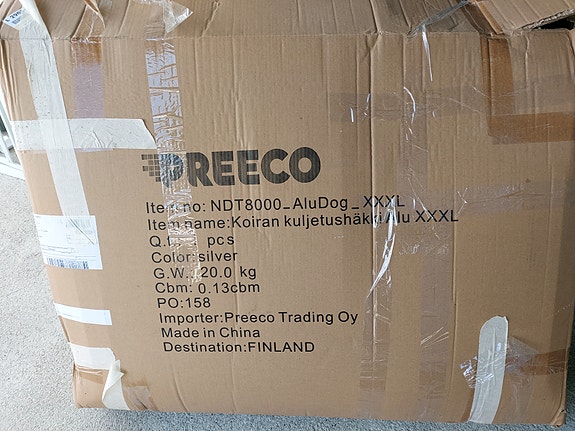 PREECO
Item no: NDT8000_AluDog_XXXL
Item name:Koiran kuljetushäkki Alu XXXL
Q.ty: pcs
Color:silver
G.W.: 20.0 kg
Cbm: 0.13cbm
PO:158
Importer:Preeco Trading Oy
Made in China
Destination:FINLAND